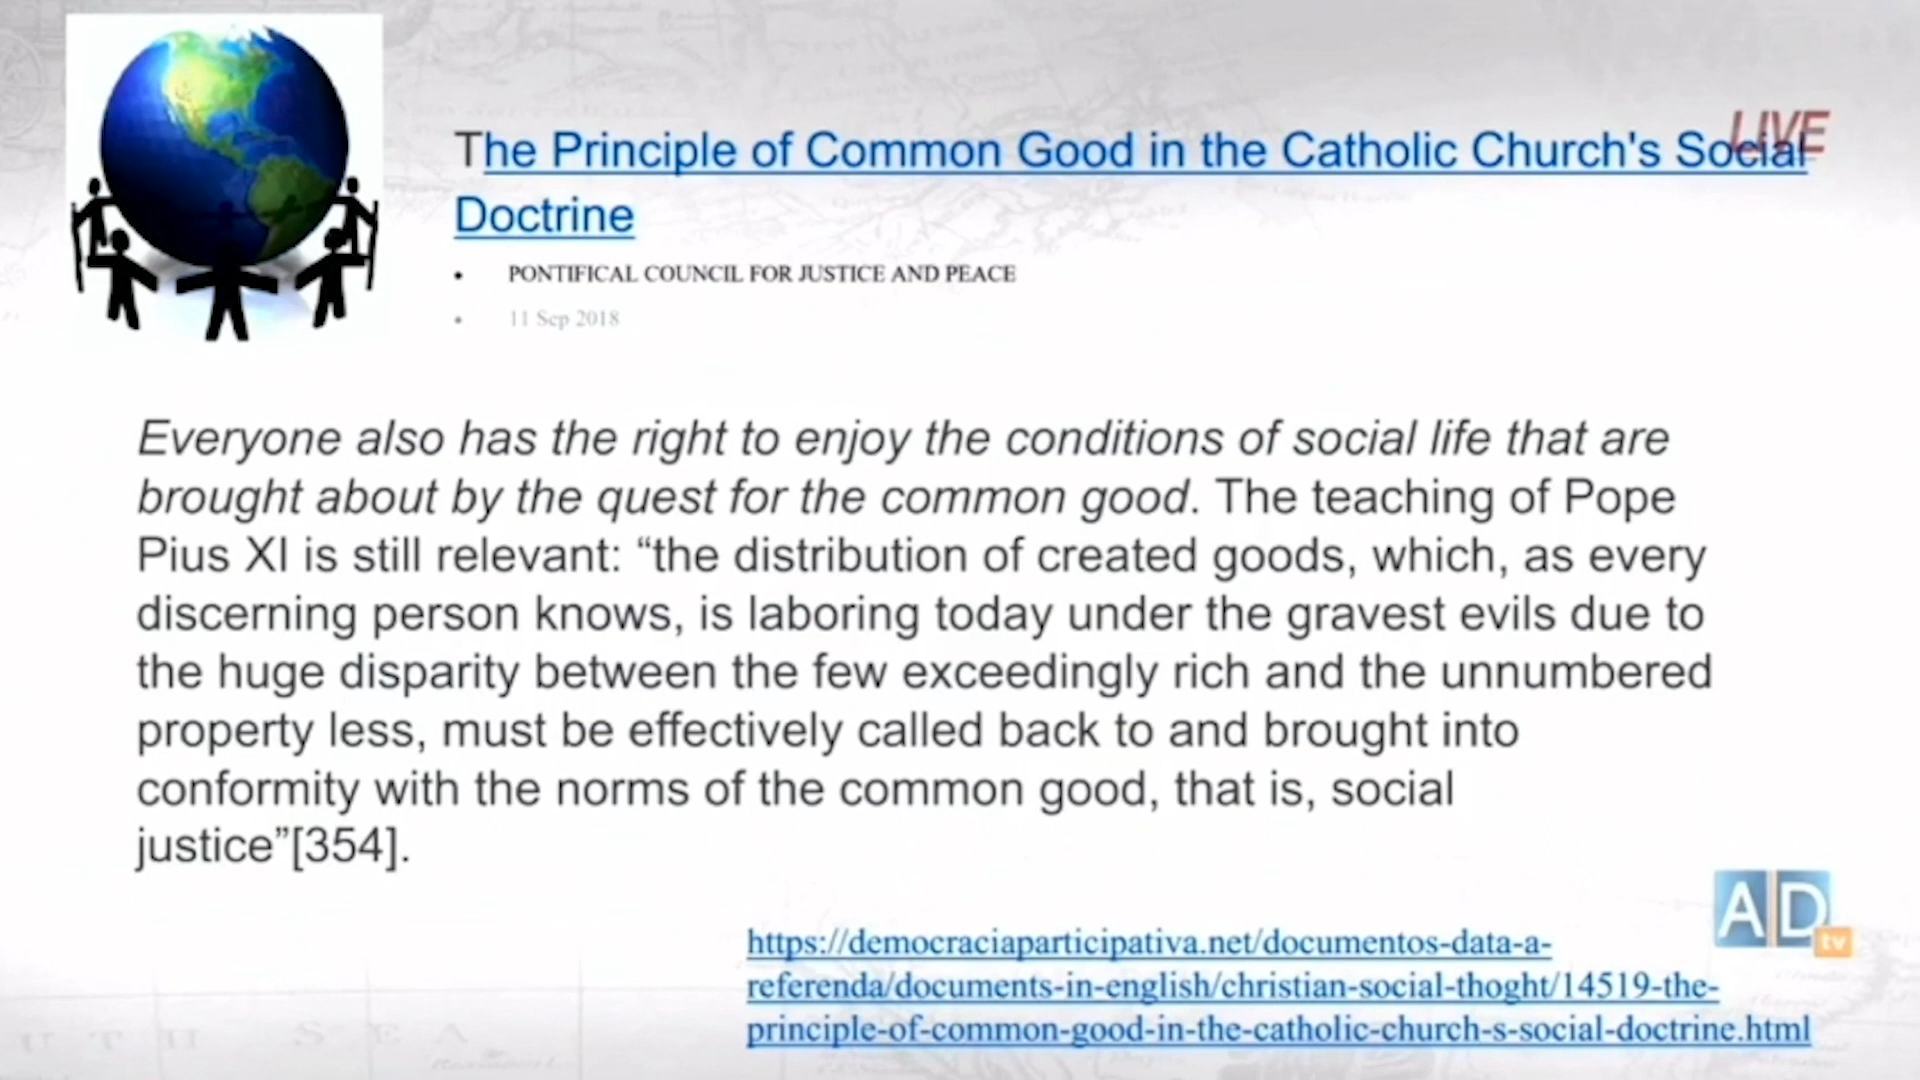 LIVE
The Principle of Common Good in the Catholic Church's Social
Doctrine
• PONTIFICAL COUNCIL FOR JUSTICE AND PEACE
• 11 Sep 2018
Everyone also has the right to enjoy the conditions of social life that are
brought about by the quest for the common good. The teaching of Pope
Pius XI is still relevant: “the distribution of created goods, which, as every
discerning person knows, is laboring today under the gravest evils due to
the huge disparity between the few exceedingly rich and the unnumbered
property less, must be effectively called back to and brought into
conformity with the norms of the common good, that is, social
justice”[354].
AD
tv
https://democraciaparticipativa.net/documentos-data-a-
referenda/documents-in-english/christian-social-thoght/14519-the-
principle-of-common-good-in-the-catholic-church-s-social-doctrine.html
UTH SEA